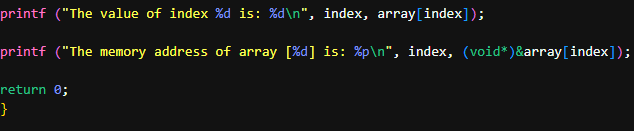 printf ("The value of index %d is: %d\n", index, array[index]);
printf ("The memory address of array [%d] is: %p\n", index, (void*)&array[index]);
return 0;
}